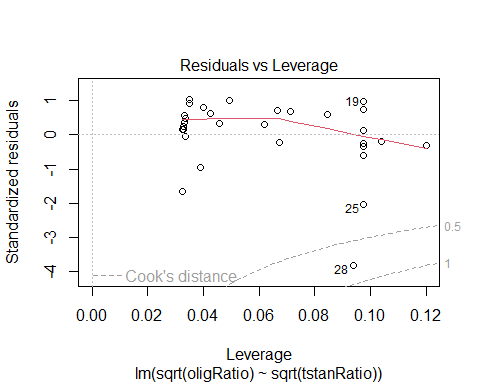 Residuals vs Leverage
Standardized residuals
1
0
-1
-2
-3
-4
19
25
28
0.5
1
Cook's distance
0.00 0.02 0.04 0.06 0.08 0.10 0.12
Leverage
lm(sqrt(oligRatio) ~ sqrt(tstanRatio))